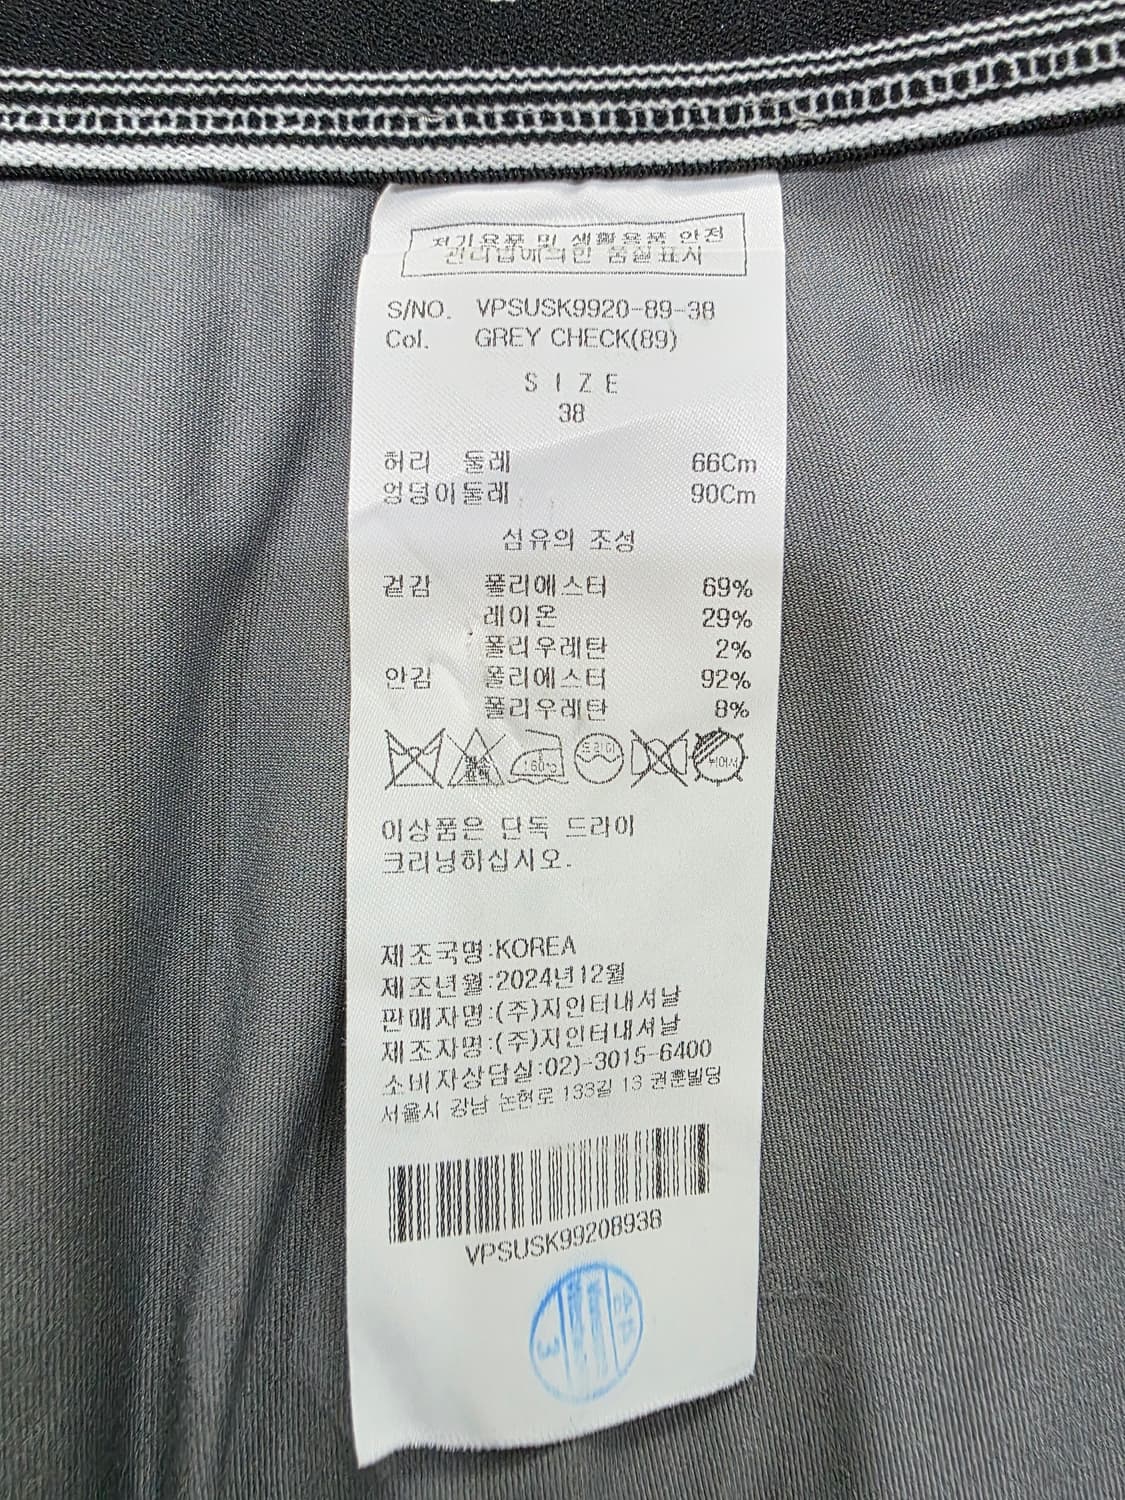 전기용품 및 생활용품 안전
관리법에의한 품질표시
S/NO. VPSUSK9920-89-38
Col. GREY CHECK(89)
SIZE
38
허리 둘레 66Cm
엉덩이둘레 90Cm
섬유의 조성
겉감 폴리에스터 69%
레이온 29%
폴리우레탄 2%
안감 폴리에스터 92%
폴리우레탄 8%
160℃ 드라이 뉘어서
이상품은 단독 드라이
크리닝하십시오.
제조국명:KOREA
제조년월:2024년12월
판매자명:(주)지인터내셔날
제조자명:(주)지인터내셔날
소비자상담실:02)-3015-6400
서울시 강남 논현로 133길 13 권훈빌딩
VPSUSK99208938
3